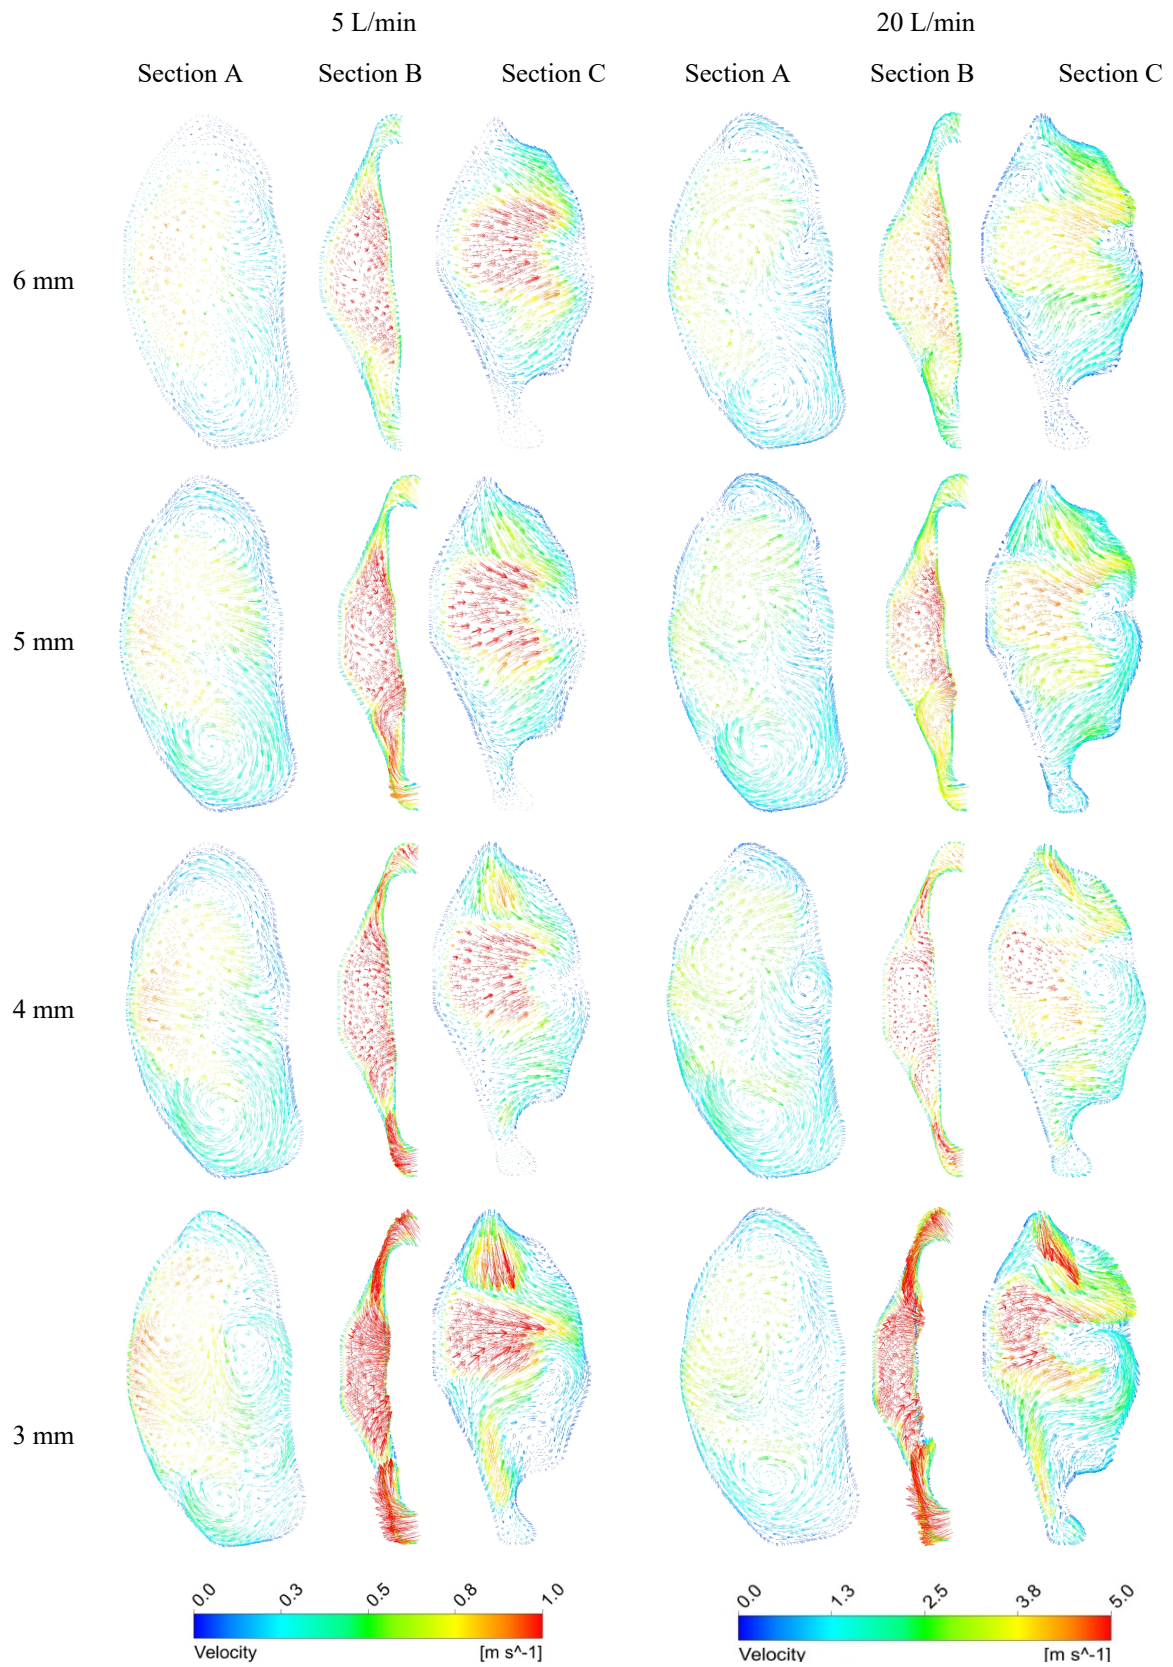 5 L/min 20 L/min
Section A Section B Section C Section A Section B Section C
6 mm
5 mm
4 mm
3 mm
0.0 0.3 0.5 0.8 1.0 0.0 1.3 2.5 3.8 5.0
Velocity [m s^-1] Velocity [m s^-1]